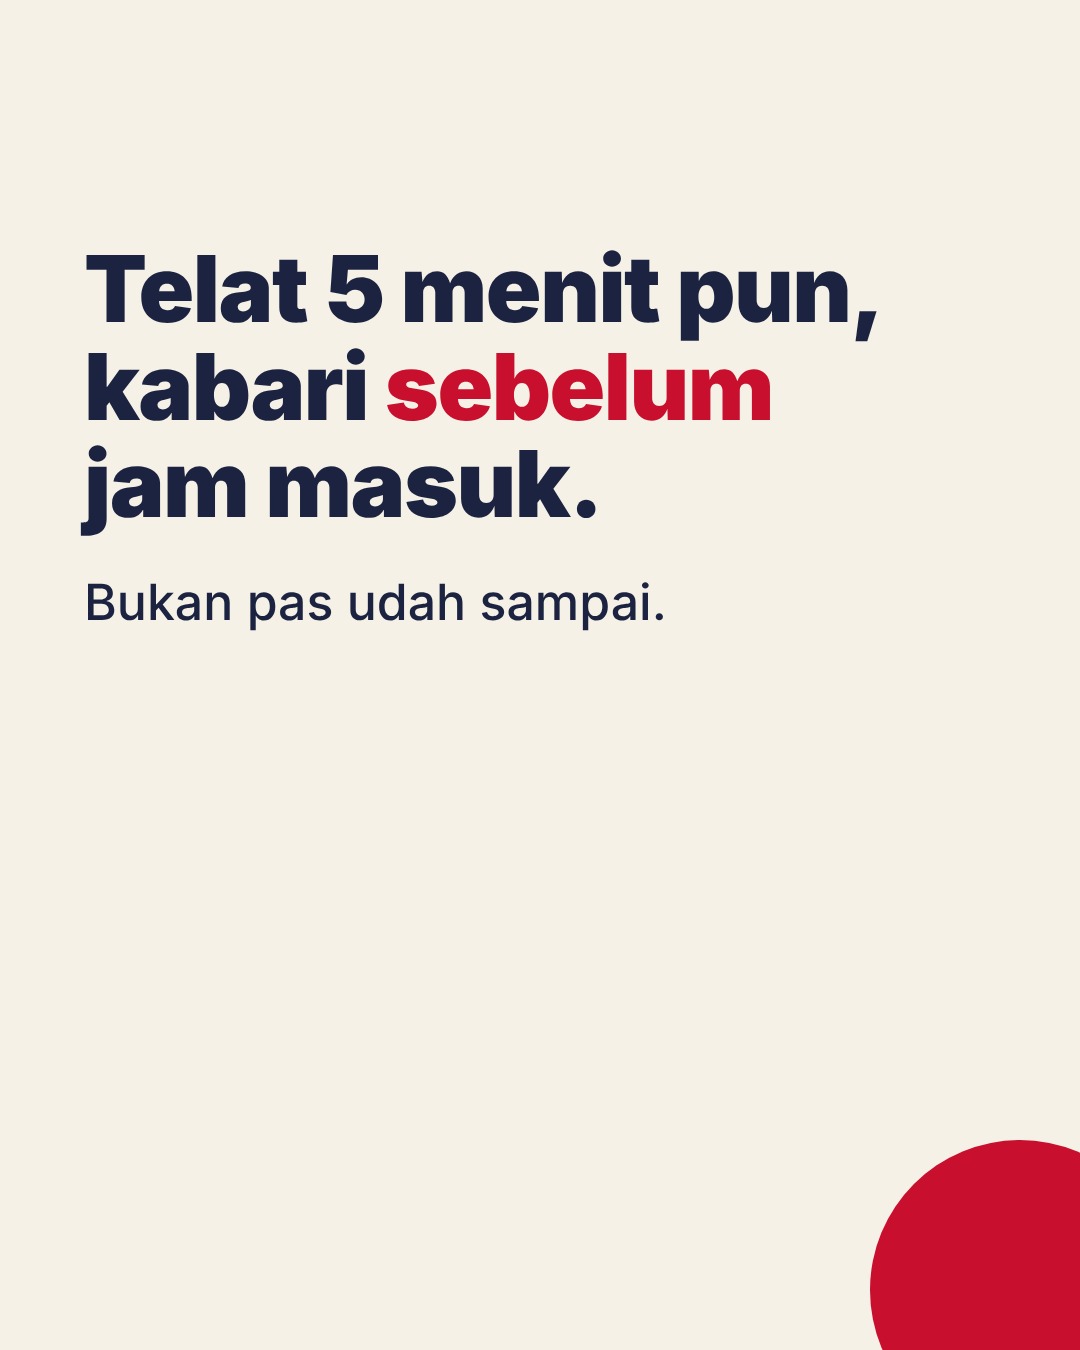 Telat 5 menit pun,
kabari sebelum
jam masuk.
Bukan pas udah sampai.